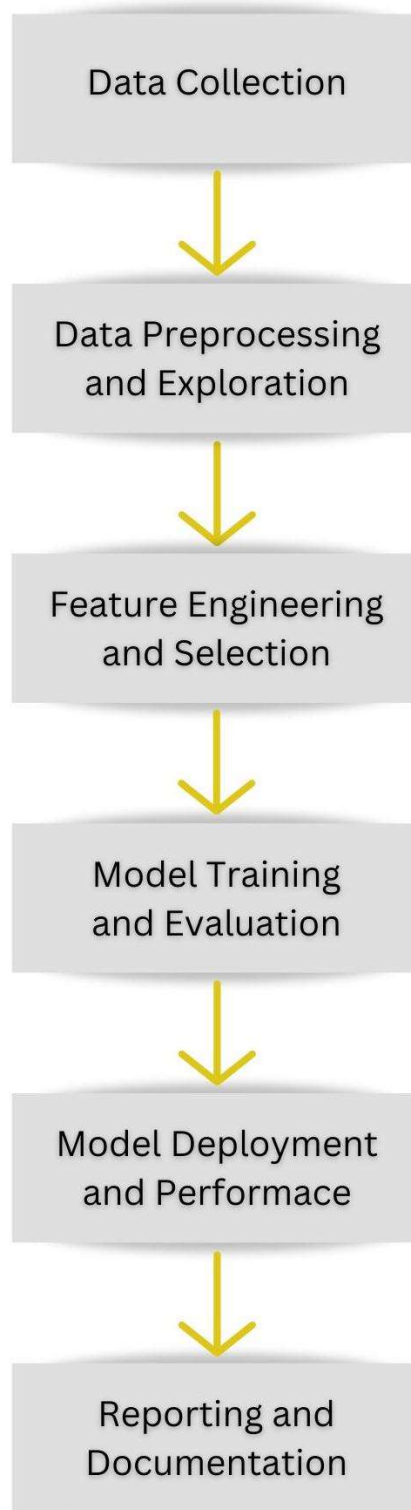 Data Collection
Data Preprocessing
and Exploration
Feature Engineering
and Selection
Model Training
and Evaluation
Model Deployment
and Performace
Reporting and
Documentation